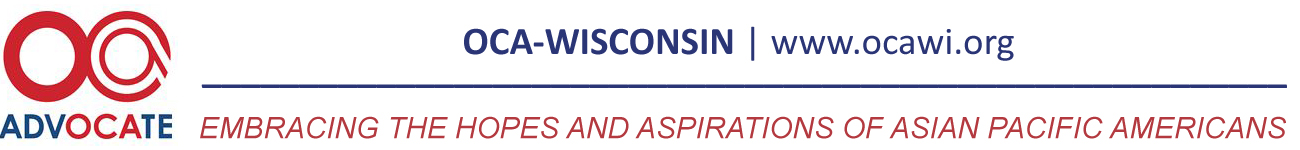 OCA-WISCONSIN | www.ocawi.org
ADVOCATE
EMBRACING THE HOPES AND ASPIRATIONS OF ASIAN PACIFIC AMERICANS